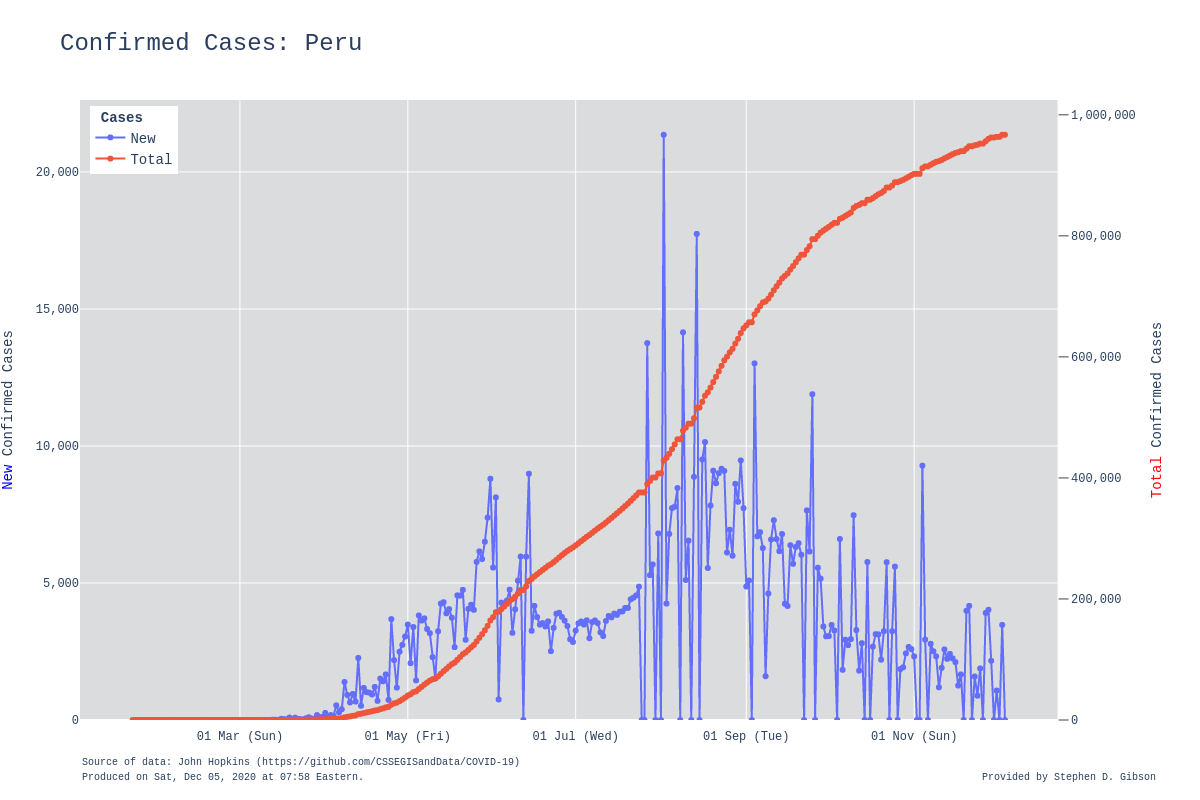 Confirmed Cases: Peru
Cases
New
Total
20,000
15,000
10,000
5,000
0
New Confirmed Cases
1,000,000
800,000
600,000
400,000
200,000
0
Total Confirmed Cases
01 Mar (Sun)
01 May (Fri)
01 Jul (Wed)
01 Sep (Tue)
01 Nov (Sun)
Source of data: John Hopkins (https://github.com/CSSEGISandData/COVID-19)
Produced on Sat, Dec 05, 2020 at 07:58 Eastern.
Provided by Stephen D. Gibson